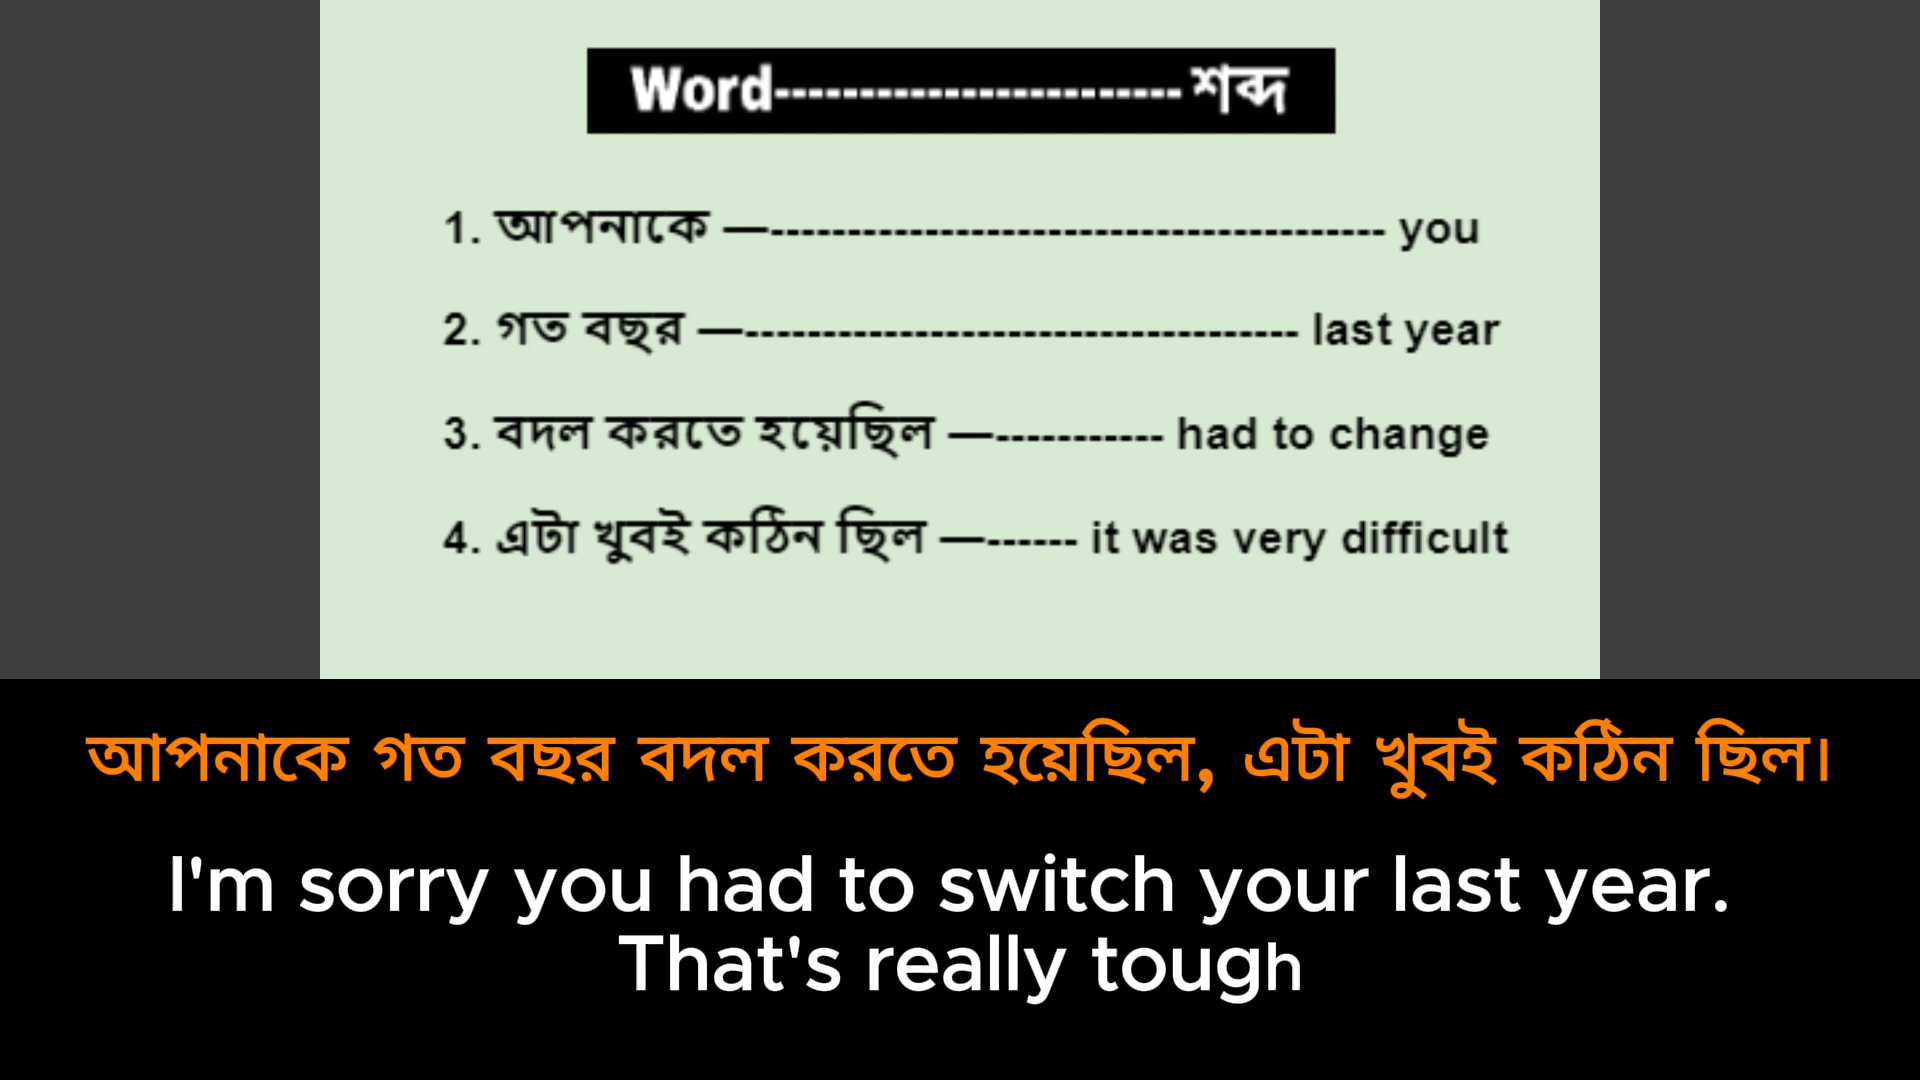 Word------------------------শব্দ
1. আপনাকে —---------------------------------------- you
2. গত বছর —------------------------------------ last year
3. বদল করতে হয়েছিল —----------- had to change
4. এটা খুবই কঠিন ছিল —------ it was very difficult
আপনাকে গত বছর বদল করতে হয়েছিল, এটা খুবই কঠিন ছিল।
I'm sorry you had to switch your last year.
That's really tough